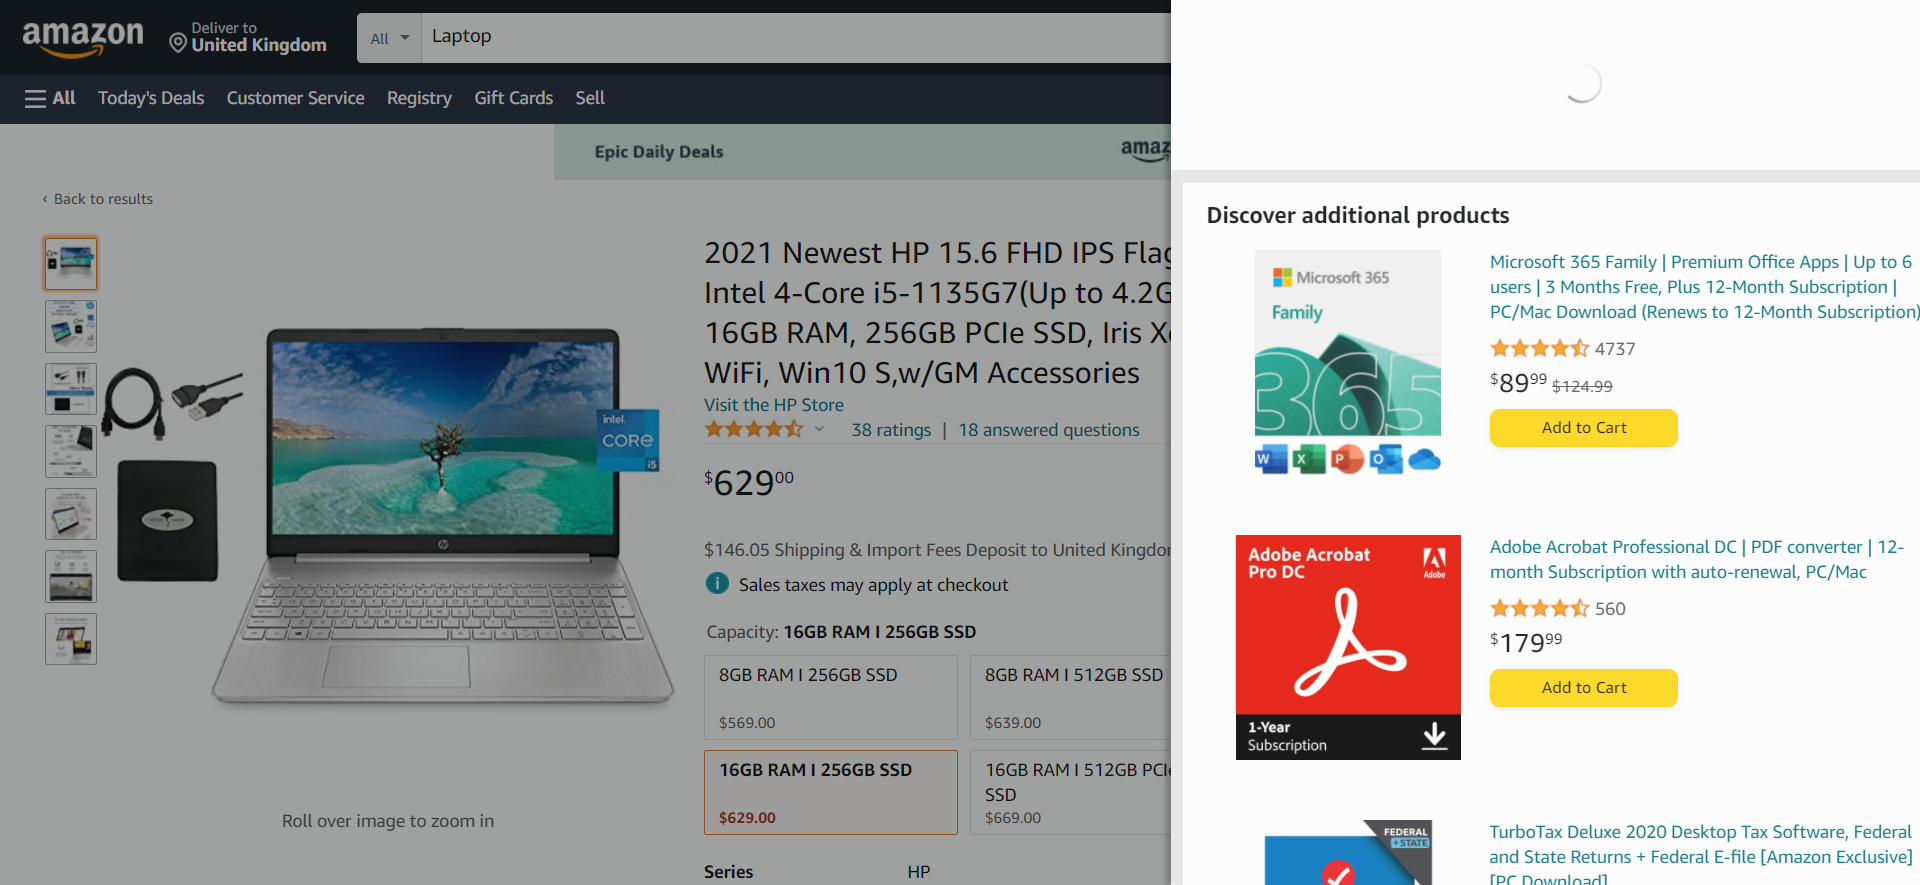 amazon
Deliver to
United Kingdom
All
Laptop
All
Today's Deals
Customer Service
Registry
Gift Cards
Sell
Epic Daily Deals
amaz
‹ Back to results
2021 Newest HP 15.6 FHD IPS Flag
Intel 4-Core i5-1135G7(Up to 4.2G
16GB RAM, 256GB PCIe SSD, Iris X
WiFi, Win10 S,w/GM Accessories
Visit the HP Store
38 ratings | 18 answered questions
$62900
$146.05 Shipping & Import Fees Deposit to United Kingdo
Sales taxes may apply at checkout
Capacity: 16GB RAM I 256GB SSD
8GB RAM I 256GB SSD
$569.00
8GB RAM I 512GB SSD
$639.00
16GB RAM I 256GB SSD
$629.00
16GB RAM I 512GB PCI
SSD
$669.00
Series HP
intel.
CORE
i5
hp
Roll over image to zoom in
Discover additional products
Microsoft 365
Family
365
W
X
P
O
Microsoft 365 Family | Premium Office Apps | Up to 6
users | 3 Months Free, Plus 12-Month Subscription |
PC/Mac Download (Renews to 12-Month Subscription)
4737
$8999 $124.99
Add to Cart
Adobe Acrobat
Pro DC
Adobe
1-Year
Subscription
Adobe Acrobat Professional DC | PDF converter | 12-
month Subscription with auto-renewal, PC/Mac
560
$17999
Add to Cart
FEDERAL
+STATE
TurboTax Deluxe 2020 Desktop Tax Software, Federal
and State Returns + Federal E-file [Amazon Exclusive]
[PC Download]